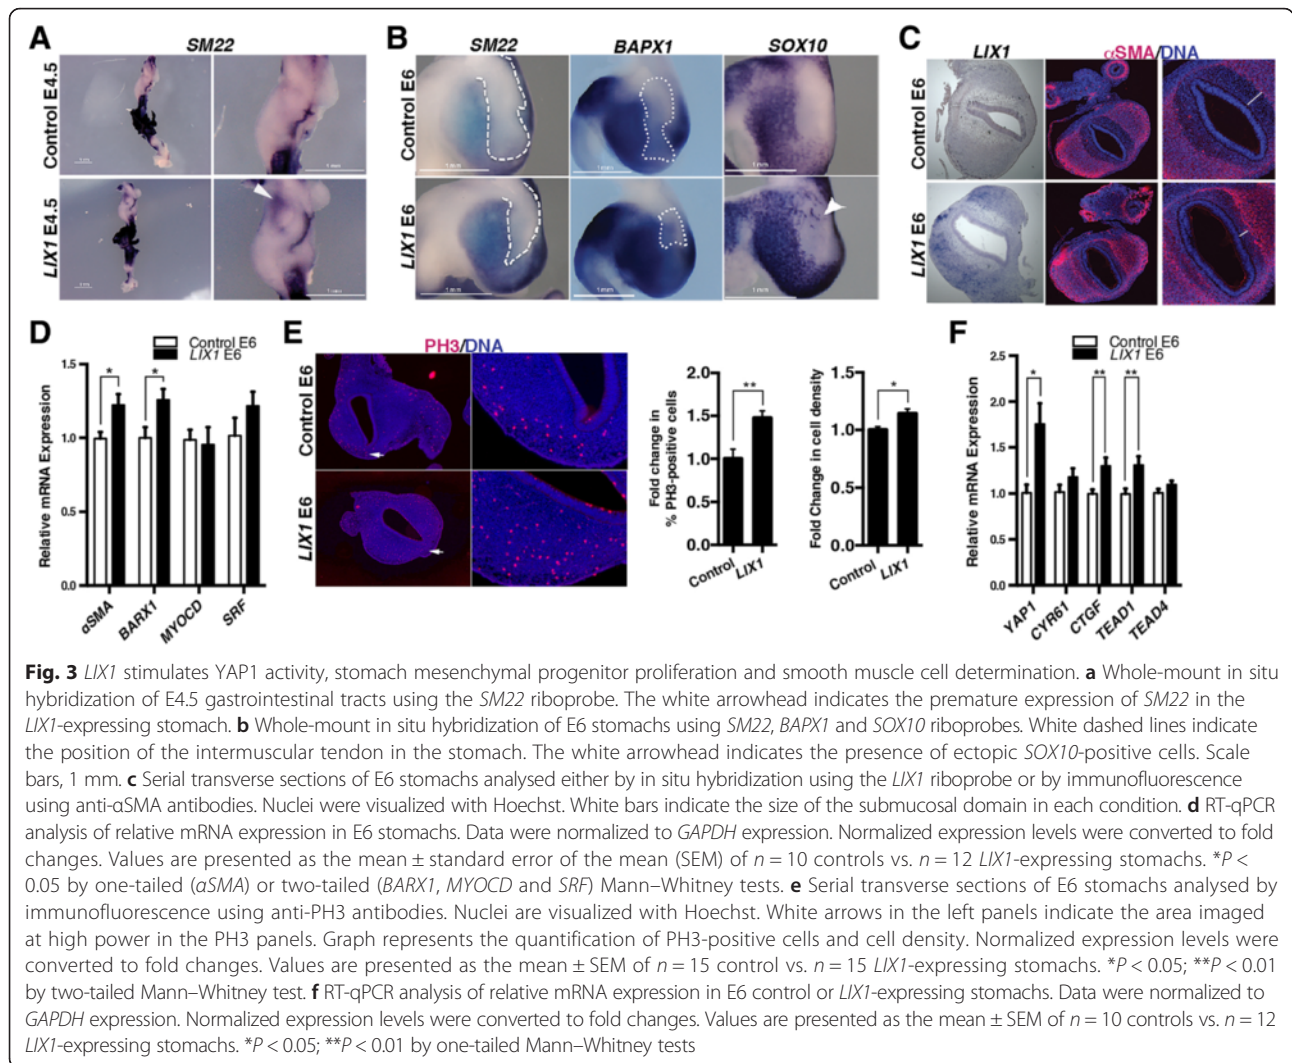 A
SM22
Control E4.5
LIX1 E4.5
1 mm
1 mm
B
SM22
BAPX1
SOX10
Control E6
LIX1 E6
1 mm
1 mm
1 mm
1 mm
1 mm
1 mm
C
LIX1
αSMA/DNA
Control E6
LIX1 E6
D
Control E6
LIX1 E6
Relative mRNA Expression
1.5
1.0
0.5
0.0
*
*
αSMA
BARX1
MYOCD
SRF
E
PH3/DNA
Control E6
LIX1 E6
Fold change in
% PH3-positive cells
2.0
1.5
1.0
0.5
0.0
**
Control
LIX1
Fold Change in cell density
1.5
1.0
0.5
0.0
*
Control
LIX1
F
Control E6
LIX1 E6
Relative mRNA Expression
2.5
2.0
1.5
1.0
0.5
0.0
*
**
**
YAP1
CYR61
CTGF
TEAD1
TEAD4
Fig. 3 LIX1 stimulates YAP1 activity, stomach mesenchymal progenitor proliferation and smooth muscle cell determination. a Whole-mount in situ
hybridization of E4.5 gastrointestinal tracts using the SM22 riboprobe. The white arrowhead indicates the premature expression of SM22 in the
LIX1-expressing stomach. b Whole-mount in situ hybridization of E6 stomachs using SM22, BAPX1 and SOX10 riboprobes. White dashed lines indicate
the position of the intermuscular tendon in the stomach. The white arrowhead indicates the presence of ectopic SOX10-positive cells. Scale
bars, 1 mm. c Serial transverse sections of E6 stomachs analysed either by in situ hybridization using the LIX1 riboprobe or by immunofluorescence
using anti-αSMA antibodies. Nuclei were visualized with Hoechst. White bars indicate the size of the submucosal domain in each condition. d RT-qPCR
analysis of relative mRNA expression in E6 stomachs. Data were normalized to GAPDH expression. Normalized expression levels were converted to fold
changes. Values are presented as the mean ± standard error of the mean (SEM) of n = 10 controls vs. n = 12 LIX1-expressing stomachs. *P <
0.05 by one-tailed (αSMA) or two-tailed (BARX1, MYOCD and SRF) Mann–Whitney tests. e Serial transverse sections of E6 stomachs analysed by
immunofluorescence using anti-PH3 antibodies. Nuclei are visualized with Hoechst. White arrows in the left panels indicate the area imaged
at high power in the PH3 panels. Graph represents the quantification of PH3-positive cells and cell density. Normalized expression levels were
converted to fold changes. Values are presented as the mean ± SEM of n = 15 control vs. n = 15 LIX1-expressing stomachs. *P < 0.05; **P < 0.01
by two-tailed Mann–Whitney test. f RT-qPCR analysis of relative mRNA expression in E6 control or LIX1-expressing stomachs. Data were normalized to
GAPDH expression. Normalized expression levels were converted to fold changes. Values are presented as the mean ± SEM of n = 10 controls vs. n = 12
LIX1-expressing stomachs. *P < 0.05; **P < 0.01 by one-tailed Mann–Whitney tests